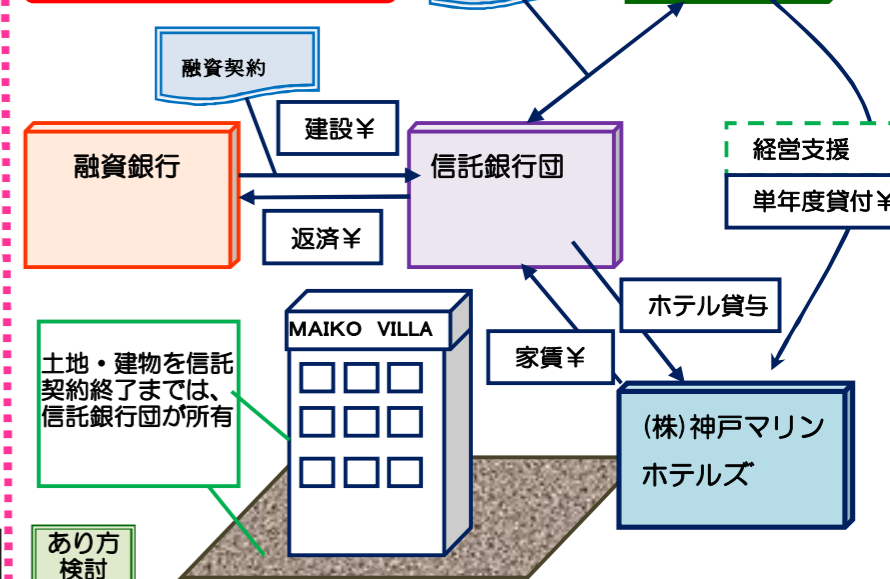 融資契約
建設¥
融資銀行
信託銀行団
経営支援
単年度貸付¥
返済¥
ホテル貸与
MAIKO VILLA
家賃¥
土地・建物を信託
契約終了までは、
信託銀行団が所有
(株)神戸マリン
ホテルズ
あり方
検討